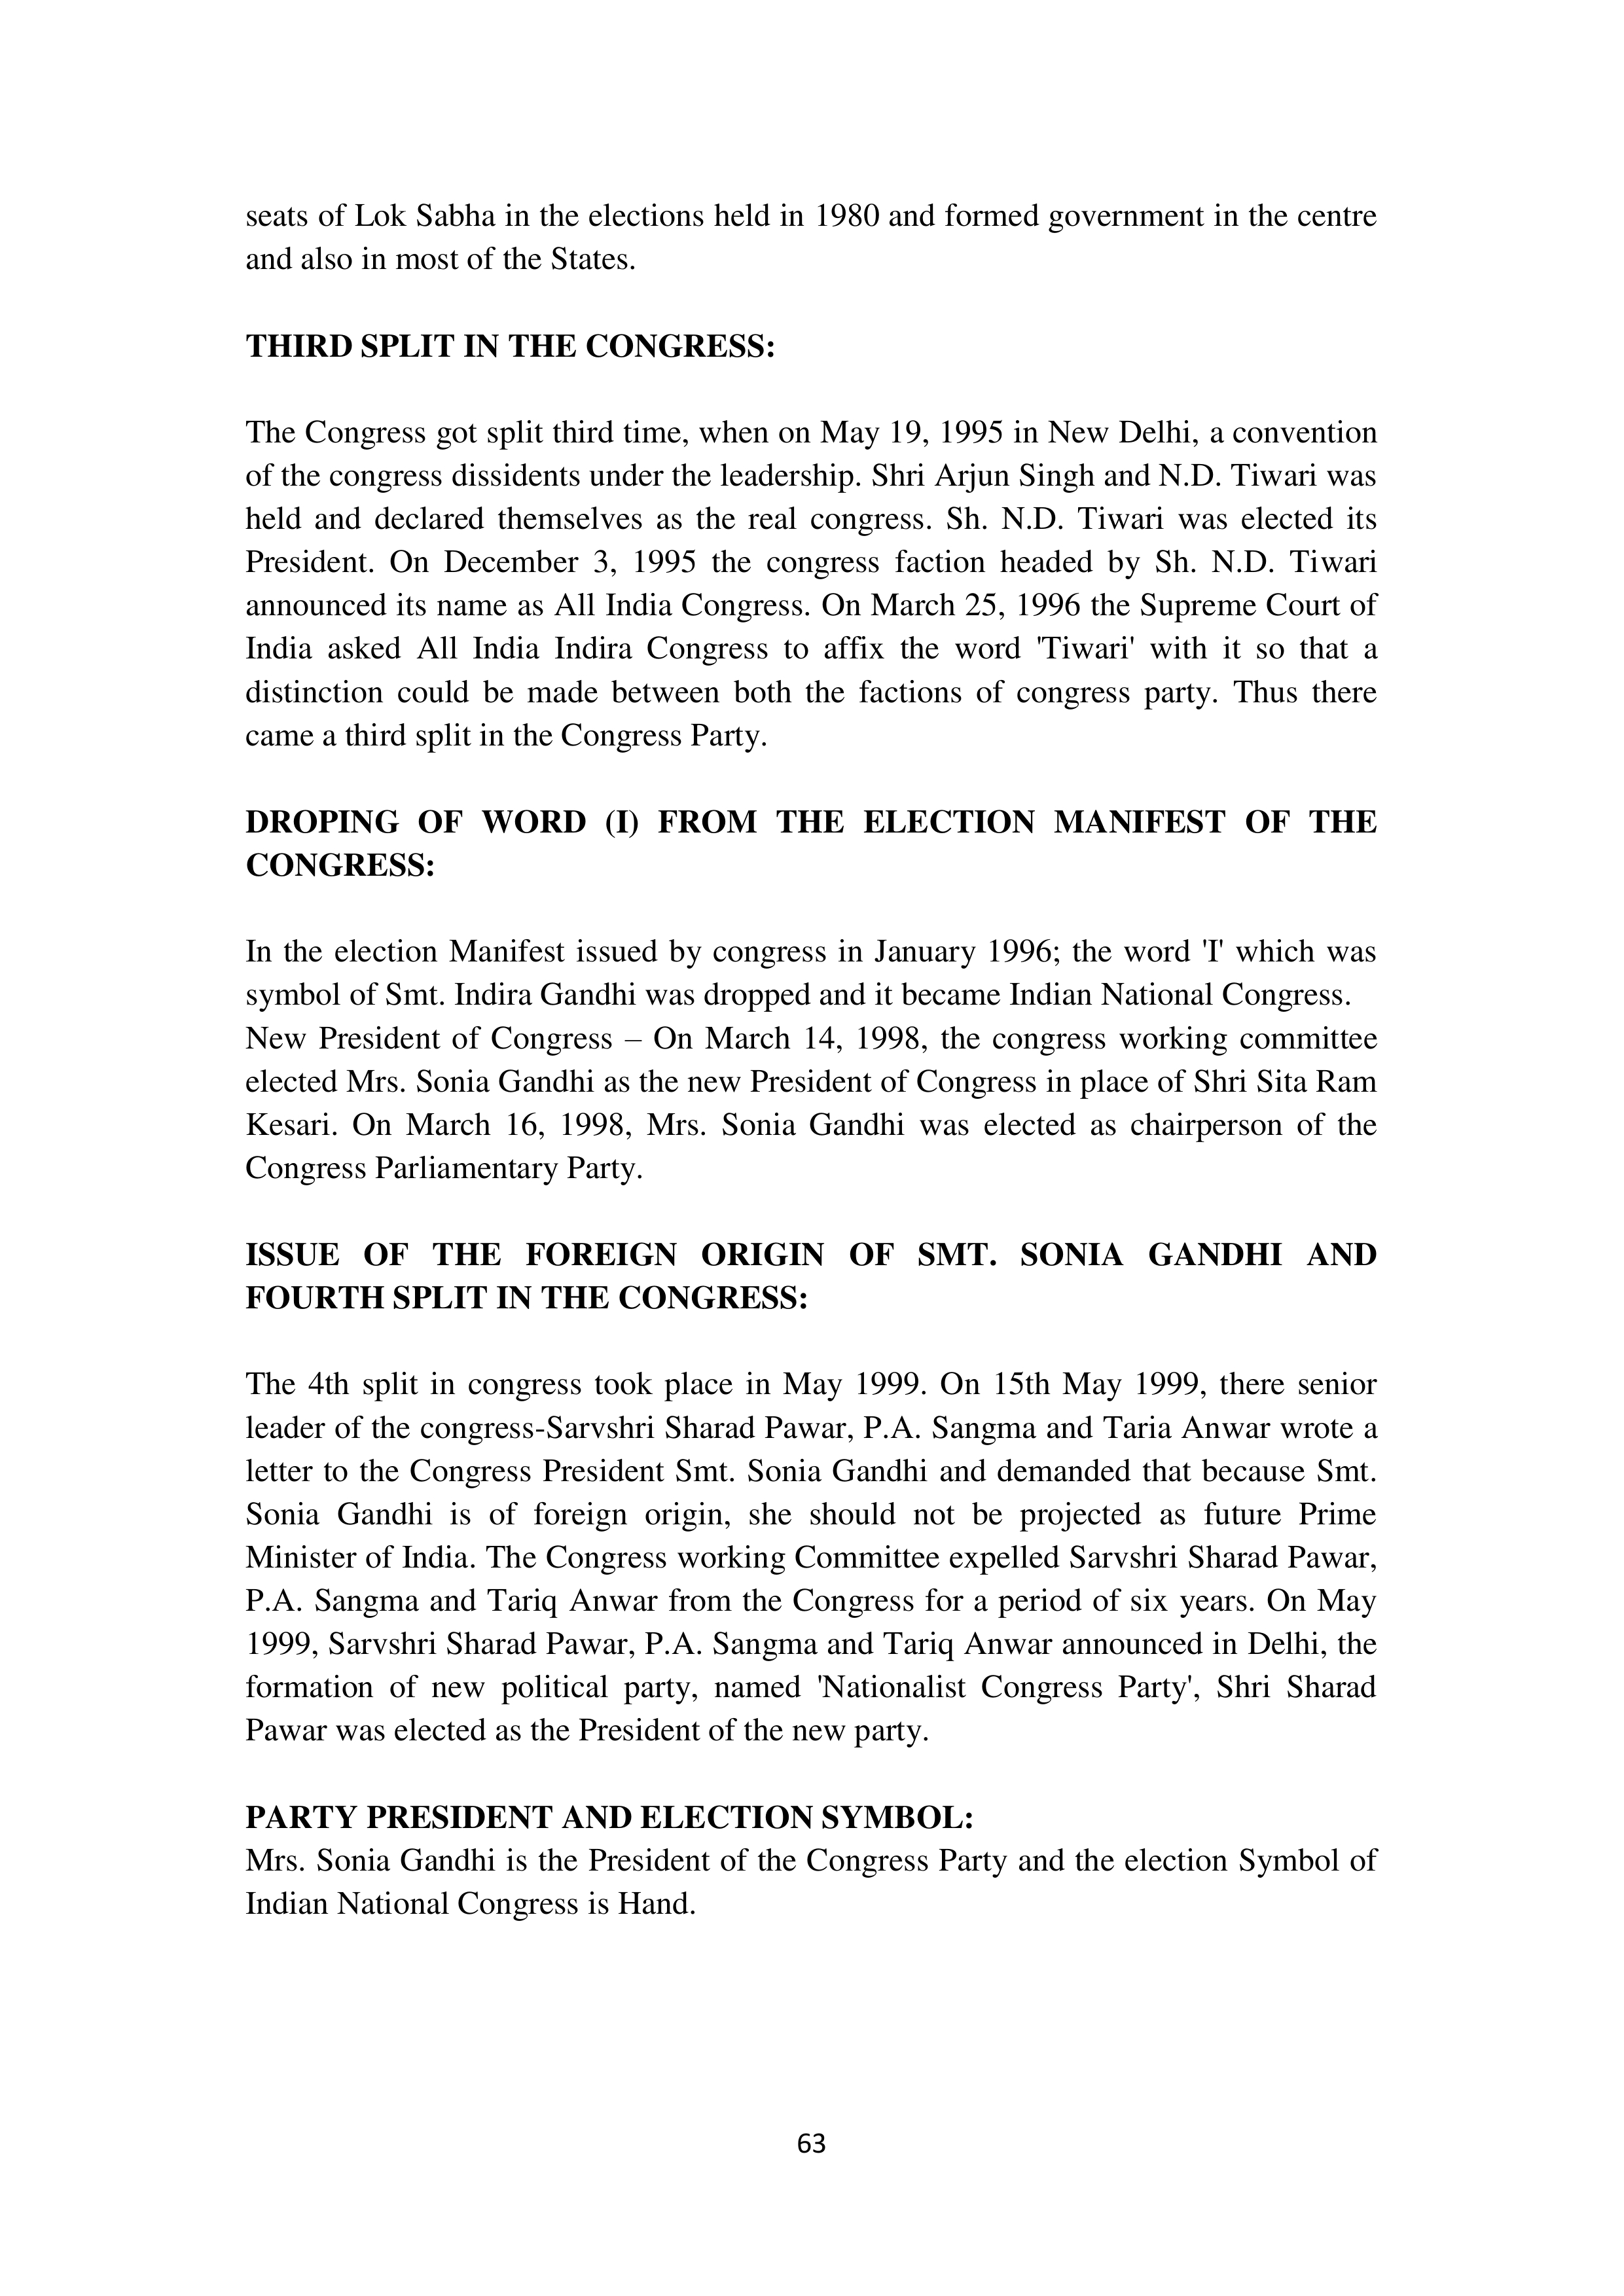 seats of Lok Sabha in the elections held in 1980 and formed government in the centre
and also in most of the States.
THIRD SPLIT IN THE CONGRESS:
The Congress got split third time, when on May 19, 1995 in New Delhi, a convention
of the congress dissidents under the leadership. Shri Arjun Singh and N.D. Tiwari was
held and declared themselves as the real congress. Sh. N.D. Tiwari was elected its
President. On December 3, 1995 the congress faction headed by Sh. N.D. Tiwari
announced its name as All India Congress. On March 25, 1996 the Supreme Court of
India asked All India Indira Congress to affix the word 'Tiwari' with it so that a
distinction could be made between both the factions of congress party. Thus there
came a third split in the Congress Party.
DROPING OF WORD (I) FROM THE ELECTION MANIFEST OF THE
CONGRESS:
In the election Manifest issued by congress in January 1996; the word 'I' which was
symbol of Smt. Indira Gandhi was dropped and it became Indian National Congress.
New President of Congress – On March 14, 1998, the congress working committee
elected Mrs. Sonia Gandhi as the new President of Congress in place of Shri Sita Ram
Kesari. On March 16, 1998, Mrs. Sonia Gandhi was elected as chairperson of the
Congress Parliamentary Party.
ISSUE OF THE FOREIGN ORIGIN OF SMT. SONIA GANDHI AND
FOURTH SPLIT IN THE CONGRESS:
The 4th split in congress took place in May 1999. On 15th May 1999, there senior
leader of the congress-Sarvshri Sharad Pawar, P.A. Sangma and Taria Anwar wrote a
letter to the Congress President Smt. Sonia Gandhi and demanded that because Smt.
Sonia Gandhi is of foreign origin, she should not be projected as future Prime
Minister of India. The Congress working Committee expelled Sarvshri Sharad Pawar,
P.A. Sangma and Tariq Anwar from the Congress for a period of six years. On May
1999, Sarvshri Sharad Pawar, P.A. Sangma and Tariq Anwar announced in Delhi, the
formation of new political party, named 'Nationalist Congress Party', Shri Sharad
Pawar was elected as the President of the new party.
PARTY PRESIDENT AND ELECTION SYMBOL:
Mrs. Sonia Gandhi is the President of the Congress Party and the election Symbol of
Indian National Congress is Hand.
63